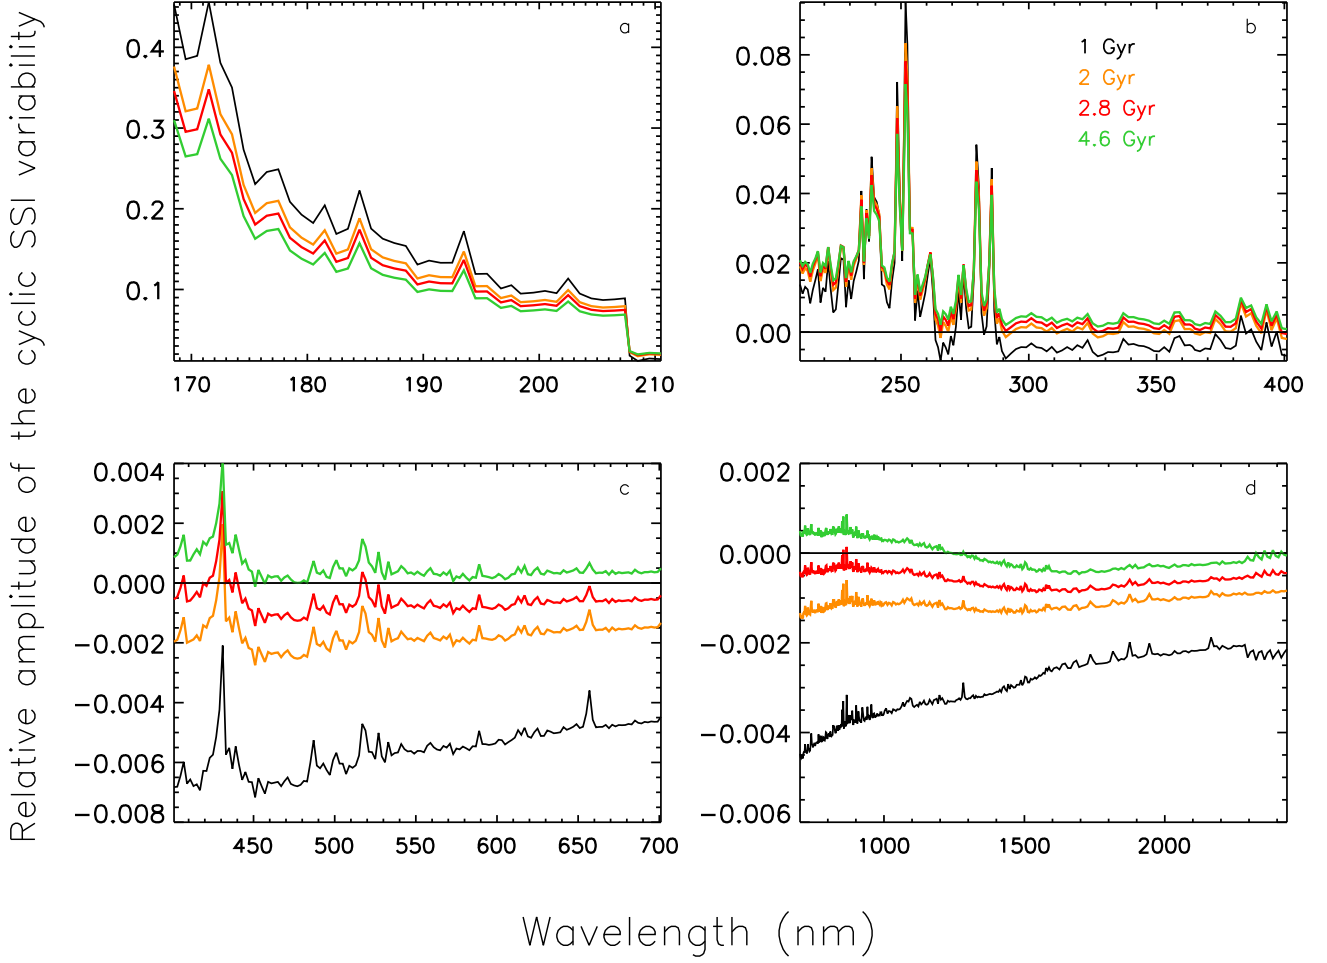 Relative amplitude of the cyclic SSI variability
a
0.4
0.3
0.2
0.1
170 180 190 200 210
b
1 Gyr
2 Gyr
2.8 Gyr
4.6 Gyr
0.08
0.06
0.04
0.02
0.00
250 300 350 400
c
0.004
0.002
0.000
−0.002
−0.004
−0.006
−0.008
450 500 550 600 650 700
d
0.002
0.000
−0.002
−0.004
−0.006
1000 1500 2000
Wavelength (nm)